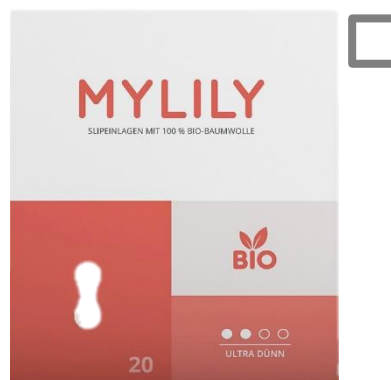 MYLILY
SLIPEINLAGEN MIT 100 % BIO-BAUMWOLLE
BIO
ULTRA DÜNN
20